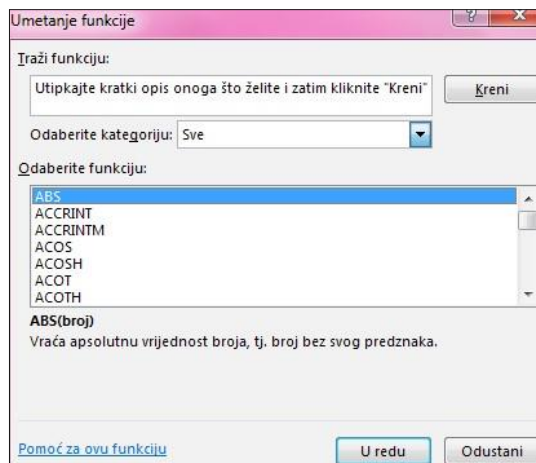 Umetanje funkcije
Traži funkciju:
Utipkajte kratki opis onoga što želite i zatim kliknite "Kreni"
Kreni
Odaberite kategoriju: Sve
Odaberite funkciju:
ABS
ACCRINT
ACCRINTM
ACOS
ACOSH
ACOT
ACOTH
ABS(broj)
Vraća apsolutnu vrijednost broja, tj. broj bez svog predznaka.
Pomoć za ovu funkciju
U redu
Odustani